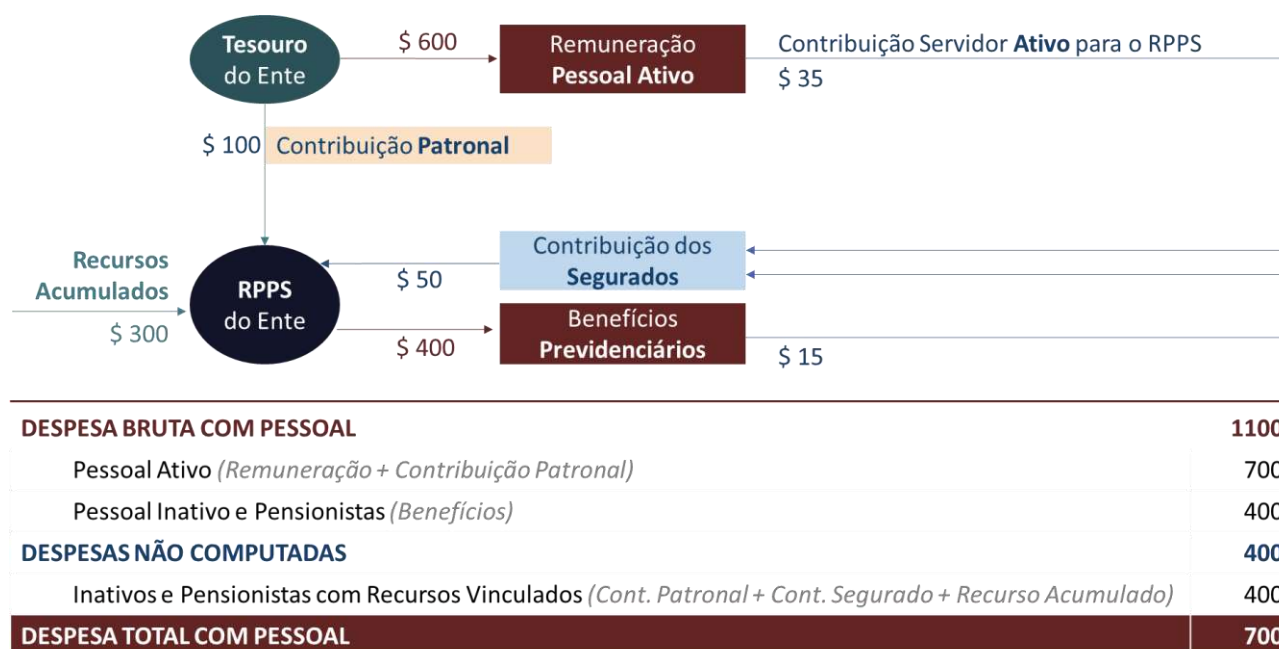 Tesouro
do Ente
$ 600
Remuneração
Pessoal Ativo
Contribuição Servidor Ativo para o RPPS
$ 35
$ 100
Contribuição Patronal
Recursos
Acumulados
$ 300
RPPS
do Ente
$ 50
Contribuição dos
Segurados
$ 400
Benefícios
Previdenciários
$ 15
DESPESA BRUTA COM PESSOAL 1100
Pessoal Ativo (Remuneração + Contribuição Patronal) 700
Pessoal Inativo e Pensionistas (Benefícios) 400
DESPESAS NÃO COMPUTADAS 400
Inativos e Pensionistas com Recursos Vinculados (Cont. Patronal + Cont. Segurado + Recurso Acumulado) 400
DESPESA TOTAL COM PESSOAL 700